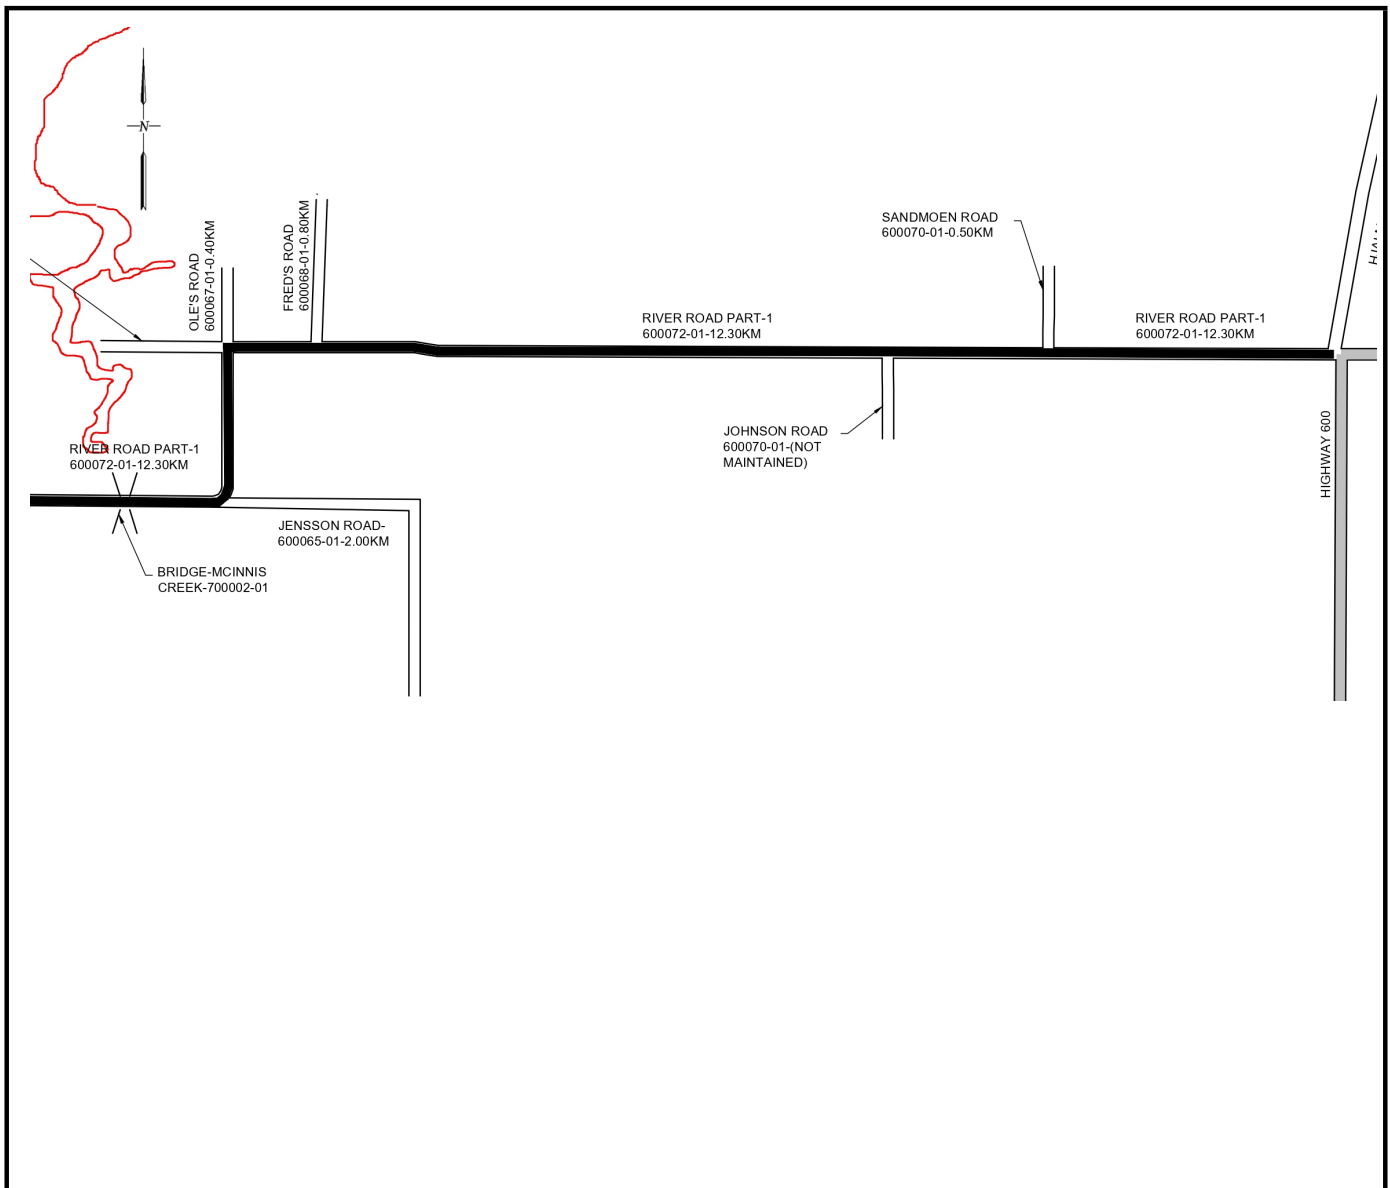 N
OLE'S ROAD
600067-01-0.40KM
FRED'S ROAD
600068-01-0.80KM
SANDMOEN ROAD
600070-01-0.50KM
RIVER ROAD PART-1
600072-01-12.30KM
RIVER ROAD PART-1
600072-01-12.30KM
JOHNSON ROAD
600070-01-(NOT
MAINTAINED)
HIGHWAY 600
RIVER ROAD PART-1
600072-01-12.30KM
JENSSON ROAD-
600065-01-2.00KM
BRIDGE-MCINNIS
CREEK-700002-01